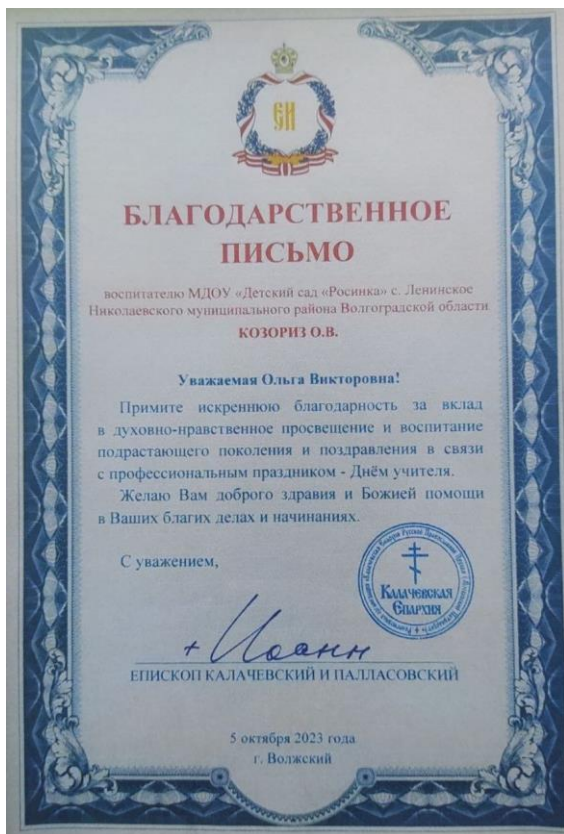 ЕИ
БЛАГОДАРСТВЕННОЕ
ПИСЬМО
воспитателю МДОУ «Детский сад «Росинка» с. Ленинское
Николаевского муниципального района Волгоградской области
КОЗОРИЗ О.В.
Уважаемая Ольга Викторовна!
Примите искреннюю благодарность за вклад
в духовно-нравственное просвещение и воспитание
подрастающего поколения и поздравления в связи
с профессиональным праздником - Днём учителя.
Желаю Вам доброго здравия и Божией помощи
в Ваших благих делах и начинаниях.
С уважением,
КАЛАЧЕВСКАЯ
ЕПАРХИЯ
+ Иоанн
ЕПИСКОП КАЛАЧЕВСКИЙ И ПАЛЛАСОВСКИЙ
5 октября 2023 года
г. Волжский